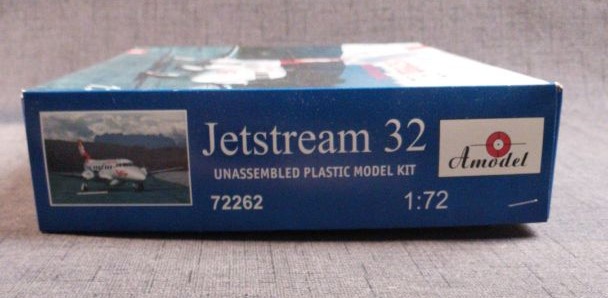 Jetstream 32
UNASSEMBLED PLASTIC MODEL KIT
72262
1:72
Amodel